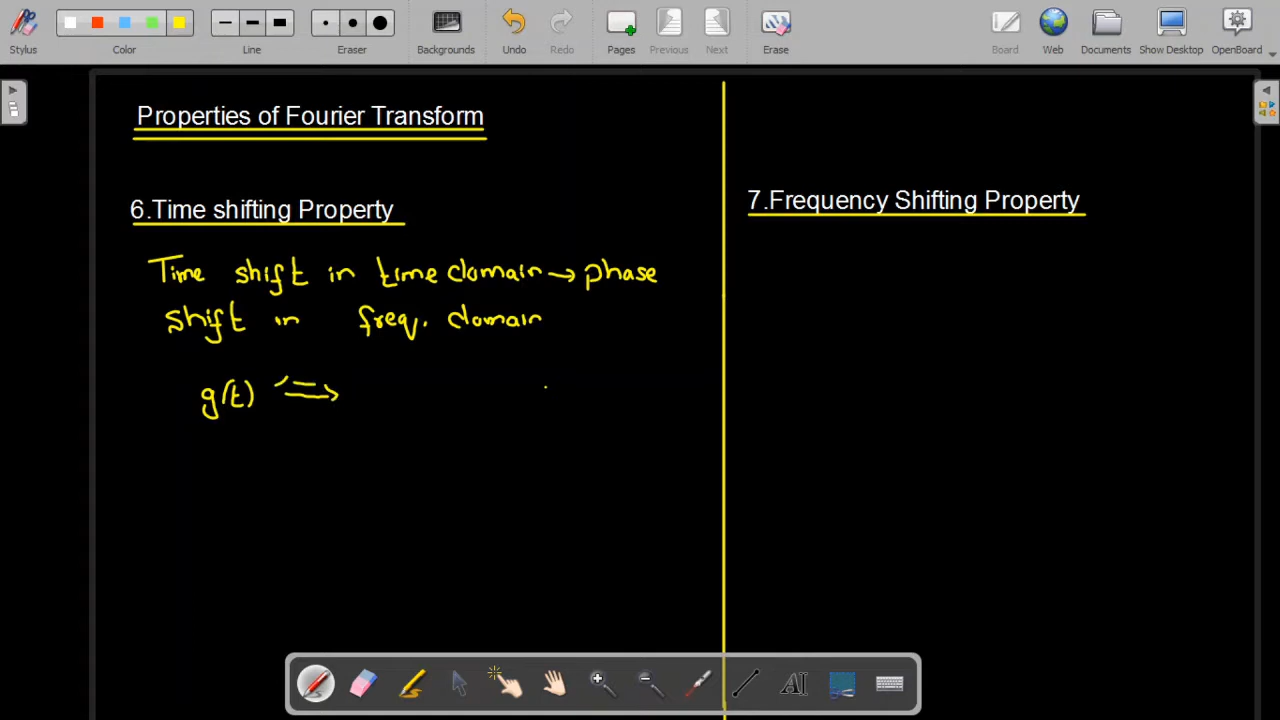 Stylus
Color
Line
Eraser
Backgrounds
Undo
Redo
Pages
Previous
Next
Erase
Board
Web
Documents
Show Desktop
OpenBoard
Properties of Fourier Transform
6.Time shifting Property
Time shift in time domain → phase
shift in freq. domain
g(t) ⇌
7.Frequency Shifting Property
AI